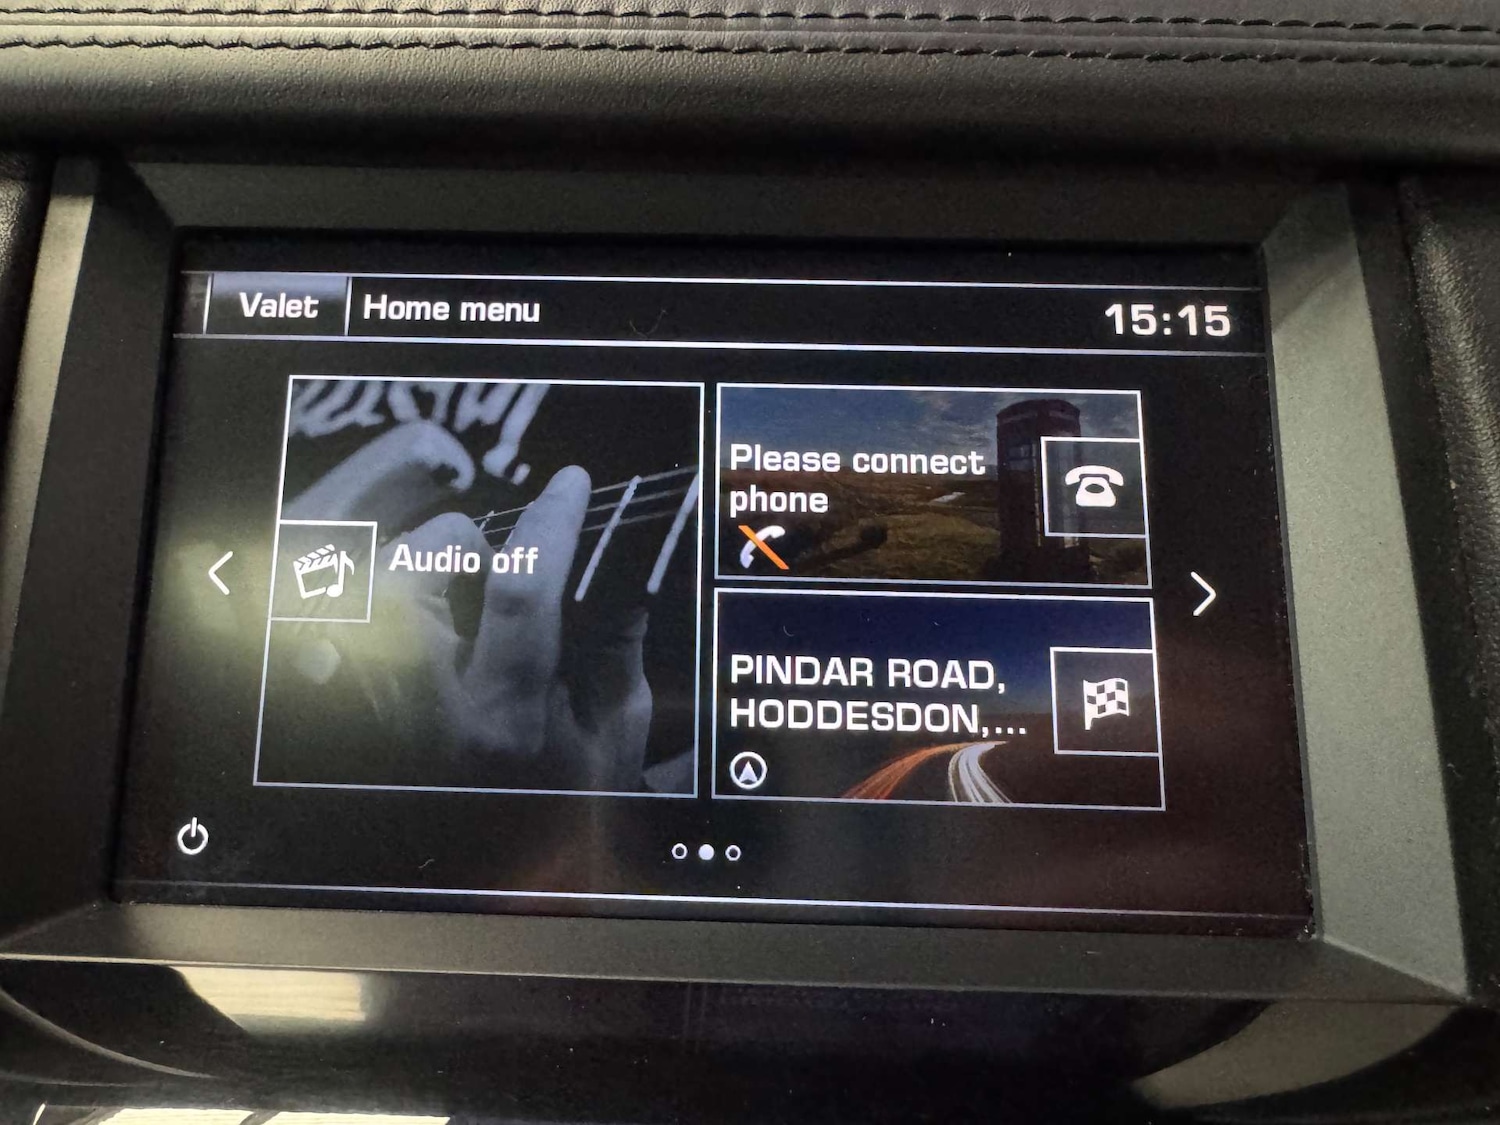 Valet Home menu 15:15
Audio off
Please connect
phone
PINDAR ROAD,
HODDESDON,...